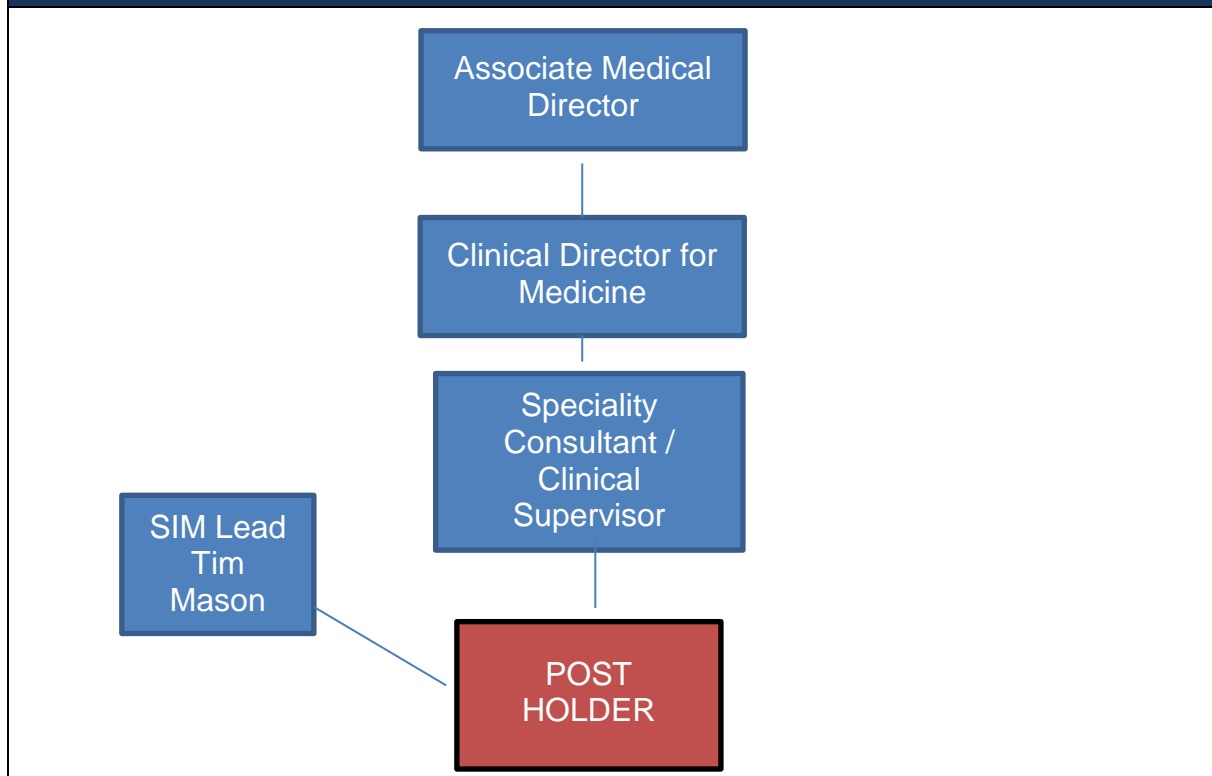 Associate Medical
Director
Clinical Director for
Medicine
Speciality
Consultant /
Clinical
Supervisor
SIM Lead
Tim
Mason
POST
HOLDER